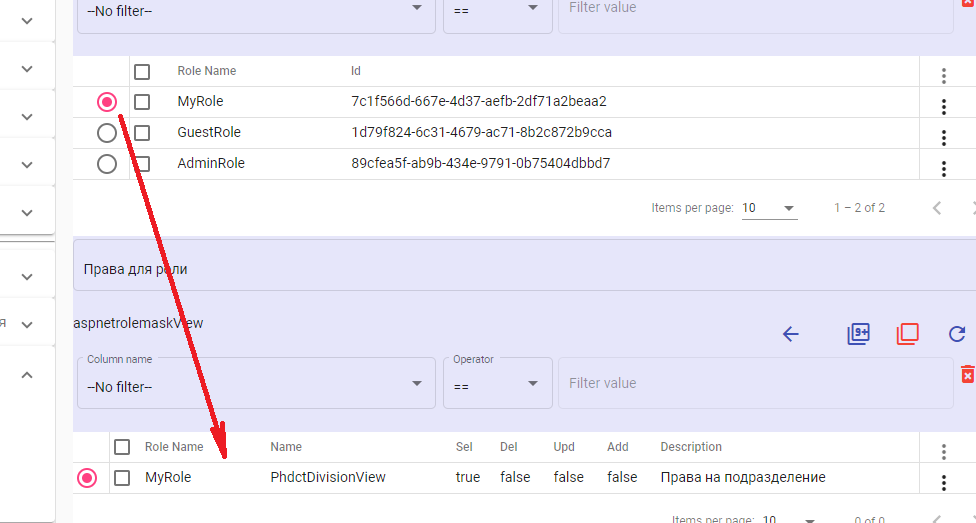 --No filter-- == Filter value
Role Name Id
MyRole 7c1f566d-667e-4d37-aefb-2df71a2beaa2
GuestRole 1d79f824-6c31-4679-ac71-8b2c872b9cca
AdminRole 89cfea5f-ab9b-434e-9791-0b75404dbbd7
Items per page: 10 1 – 2 of 2
Права для роли
я aspnetrolemaskView 9+
Column name Operator
--No filter-- == Filter value
Role Name Name Sel Del Upd Add Description
MyRole PhdctDivisionView true false false false Права на подразделение
Items per page: 10 0 of 0